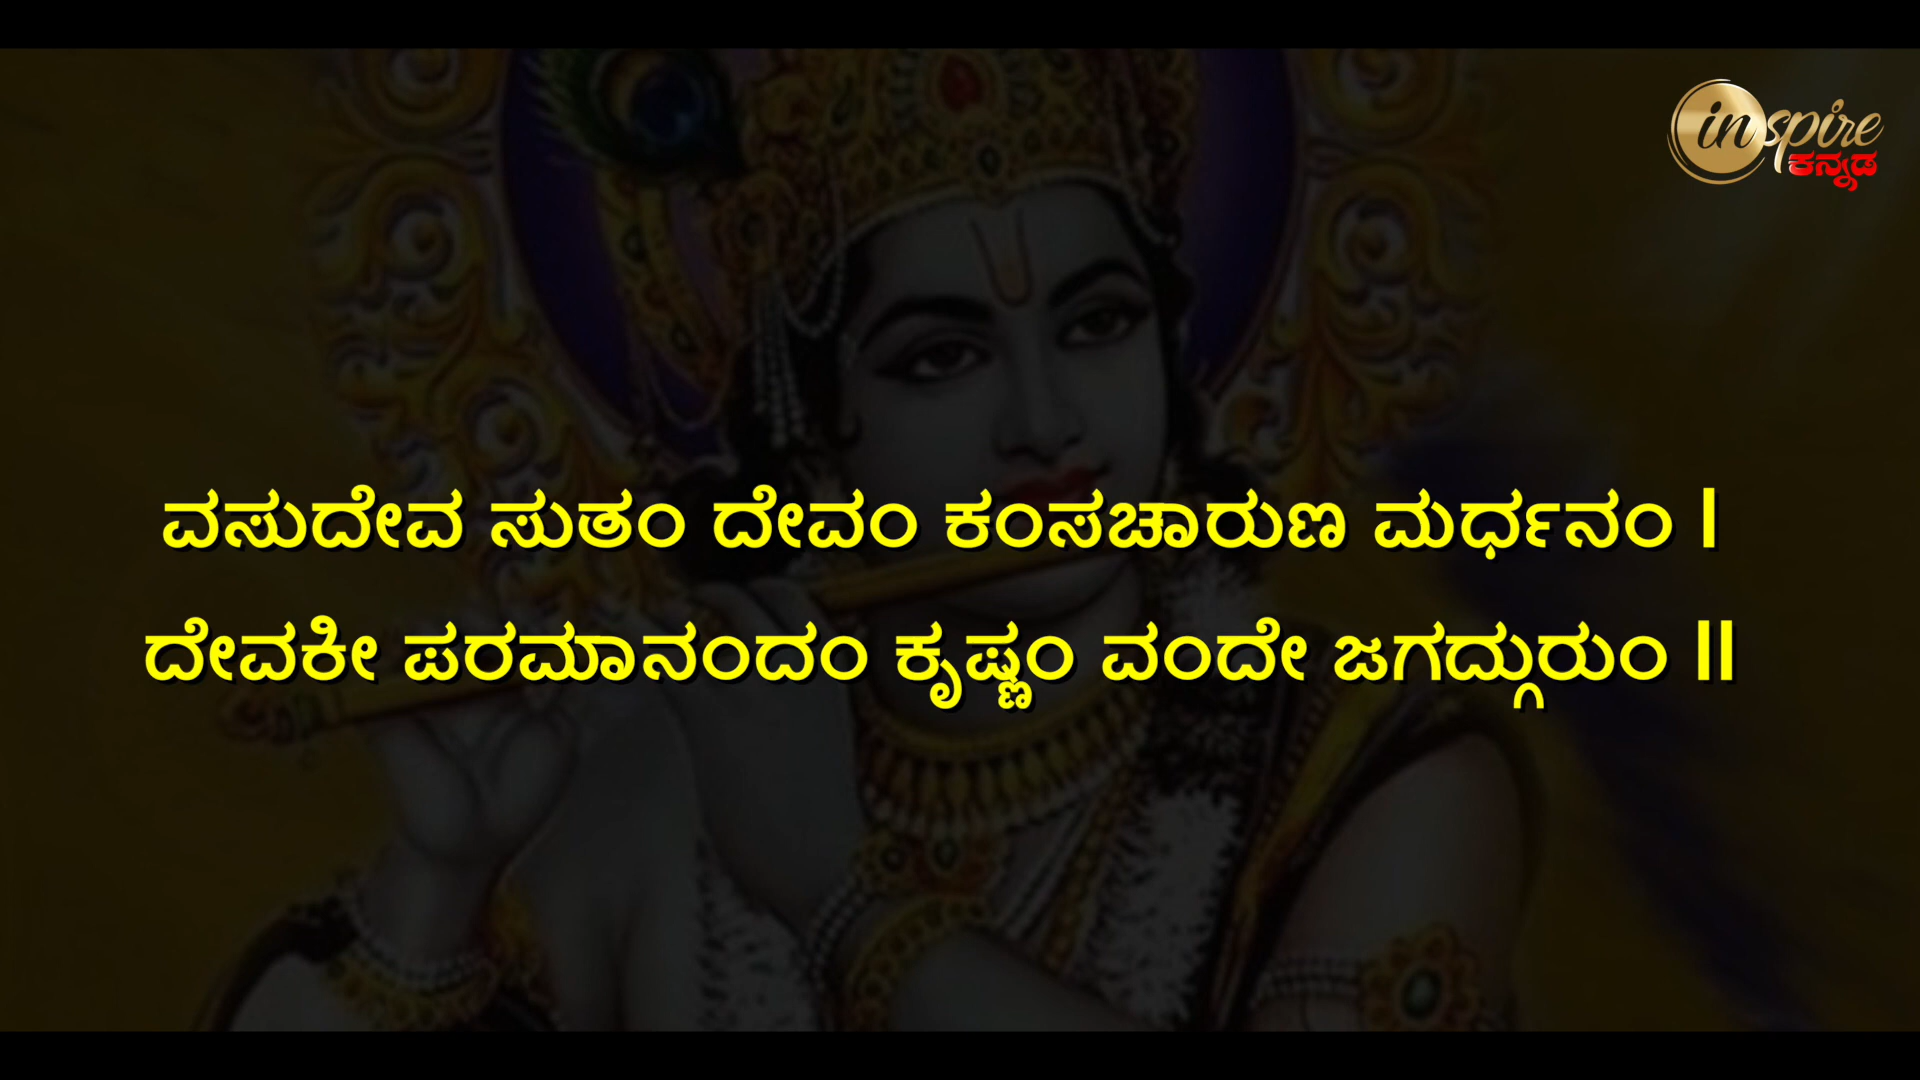 inspire
ಕನ್ನಡ
ವಸುದೇವ ಸುತಂ ದೇವಂ ಕಂಸಚಾರುಣ ಮರ್ಧನಂ |
ದೇವಕೀ ಪರಮಾನಂದಂ ಕೃಷ್ಣಂ ವಂದೇ ಜಗದ್ಗುರುಂ ||